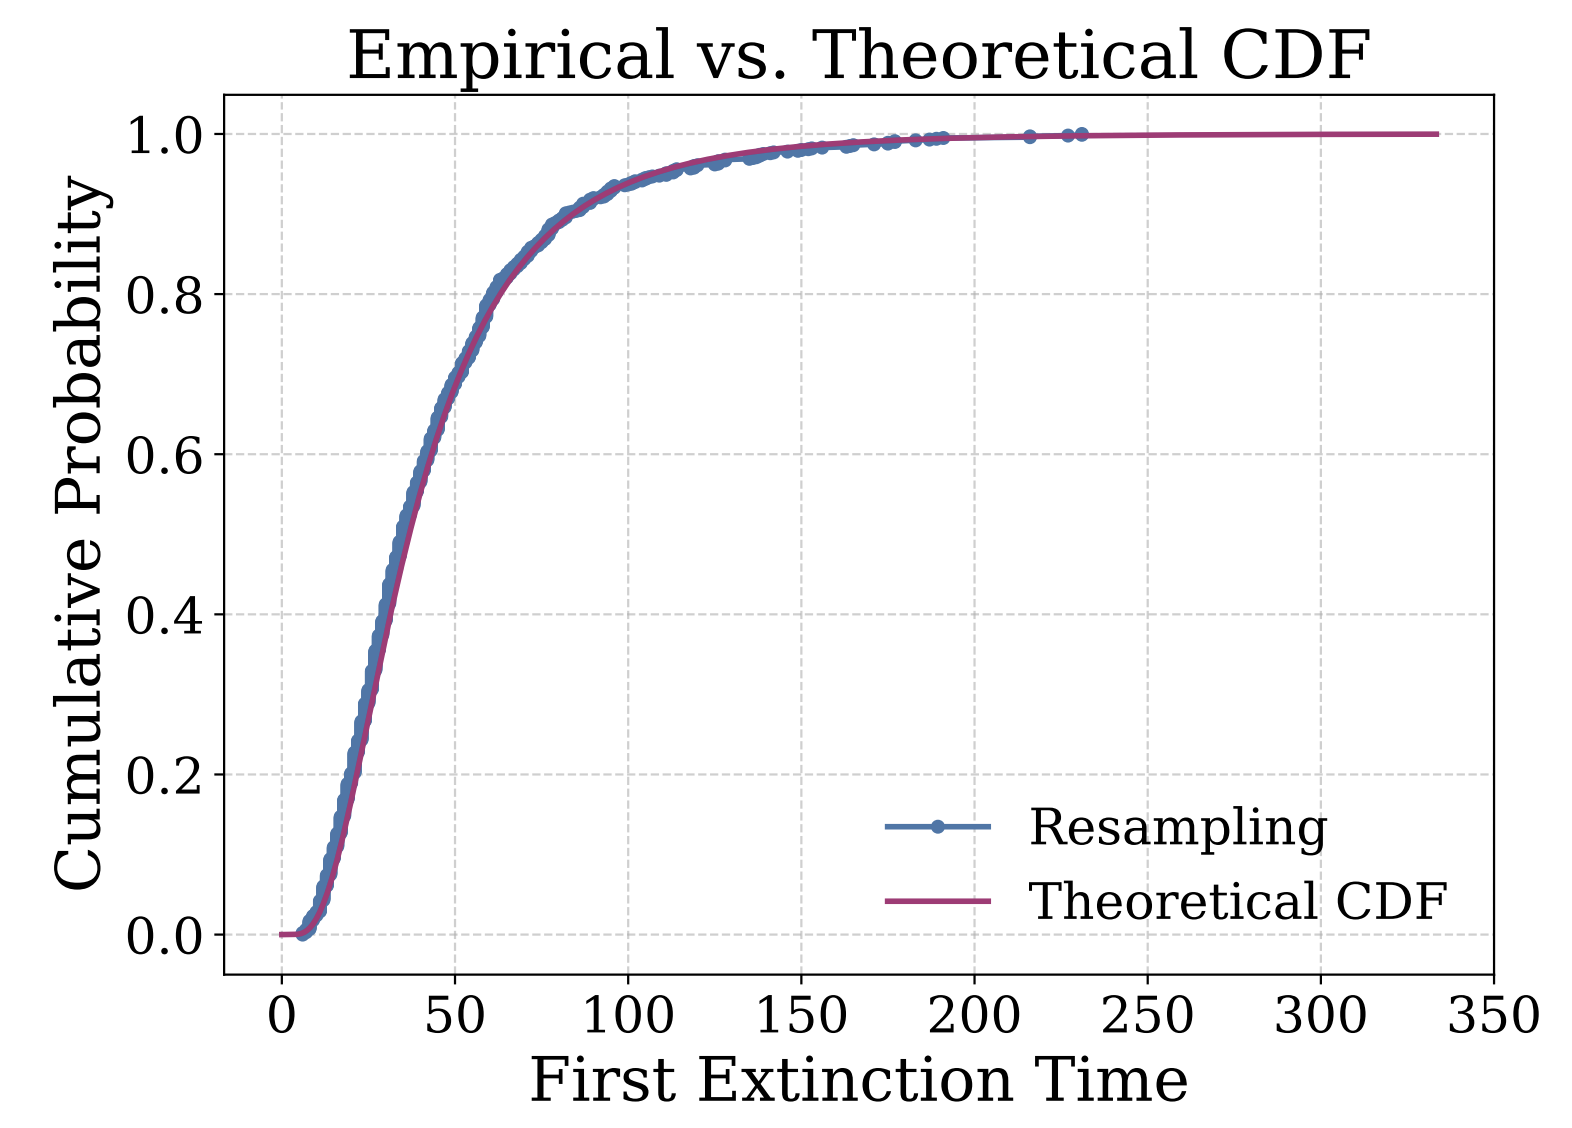 Empirical vs. Theoretical CDF
Cumulative Probability
1.0
0.8
0.6
0.4
0.2
0.0
Resampling
Theoretical CDF
0 50 100 150 200 250 300 350
First Extinction Time